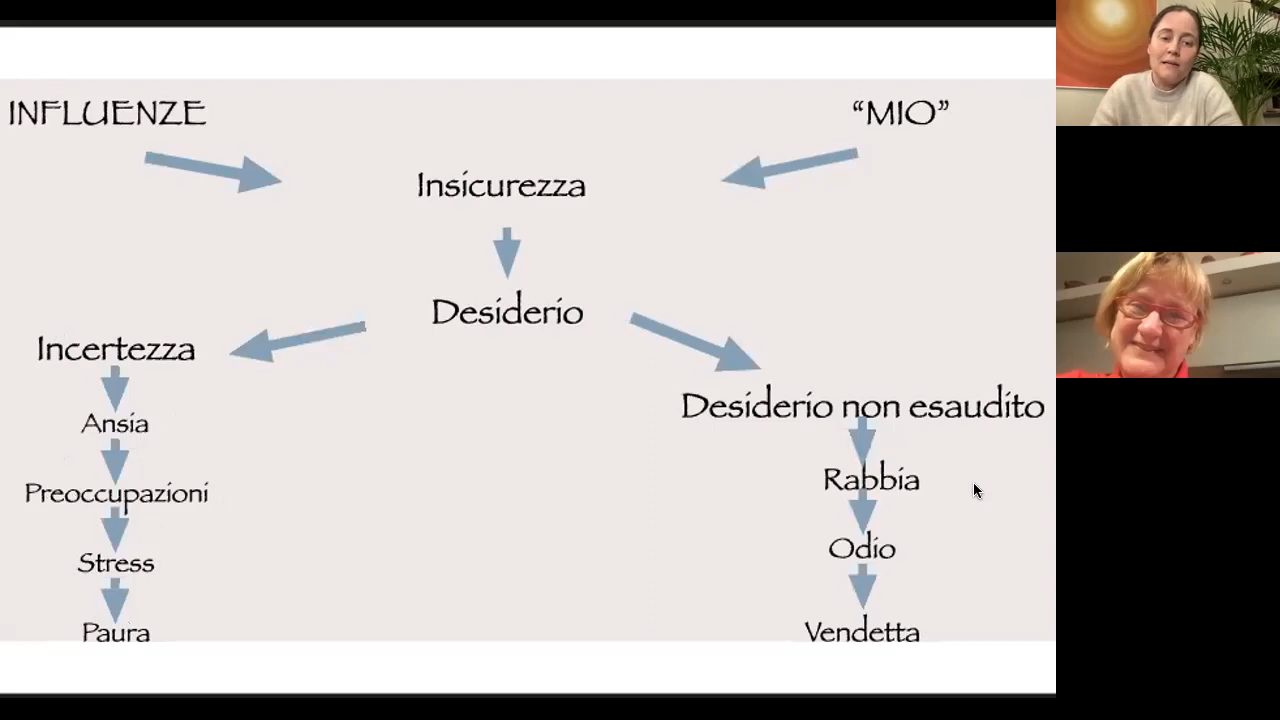 INFLUENZE
“MIO”
Insicurezza
Desiderio
Incertezza
Ansia
Preoccupazioni
Stress
Paura
Desiderio non esaudito
Rabbia
Odio
Vendetta